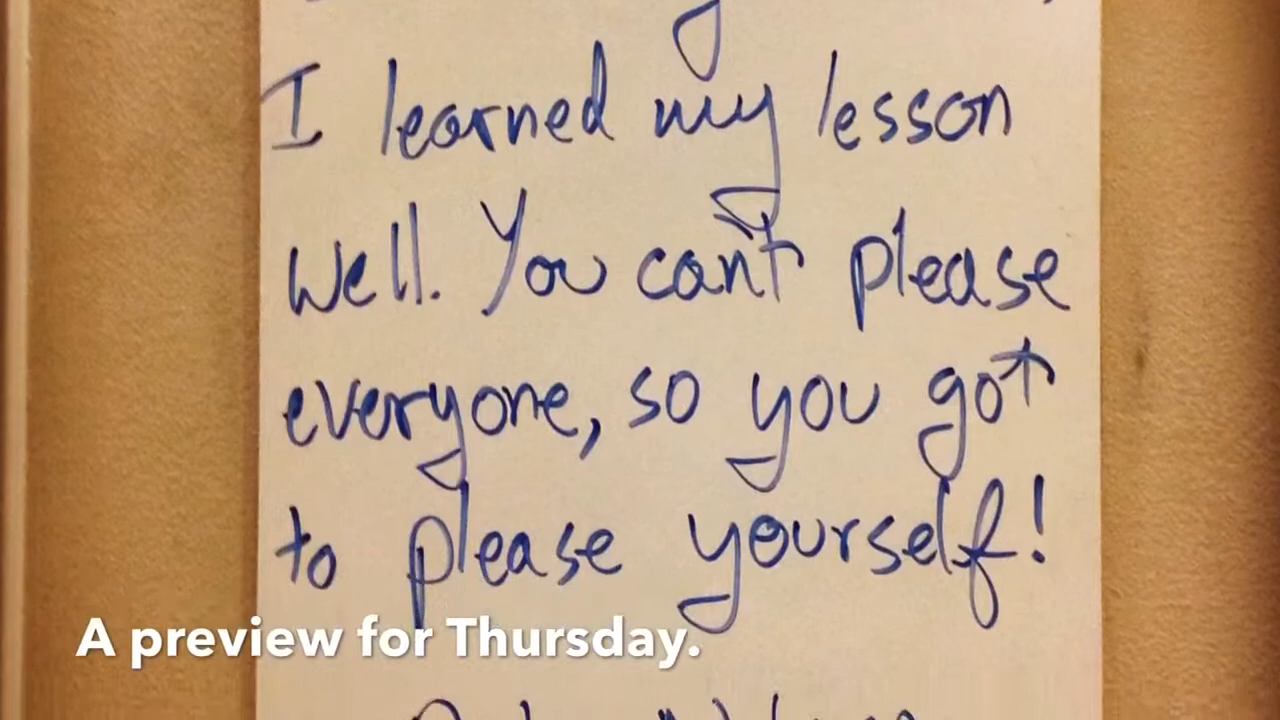 I learned my lesson
well. You can't please
everyone, so you got
to please yourself!
A preview for Thursday.